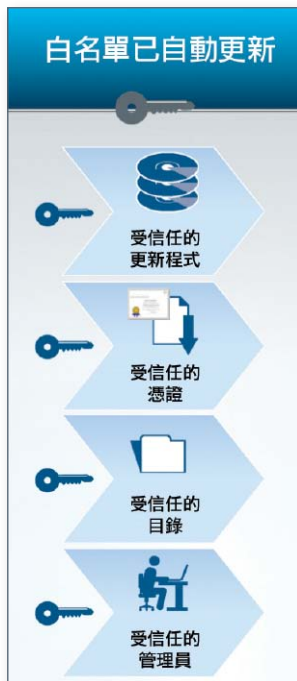 白名單已自動更新
受信任的
更新程式
受信任的
憑證
受信任的
目錄
受信任的
管理員